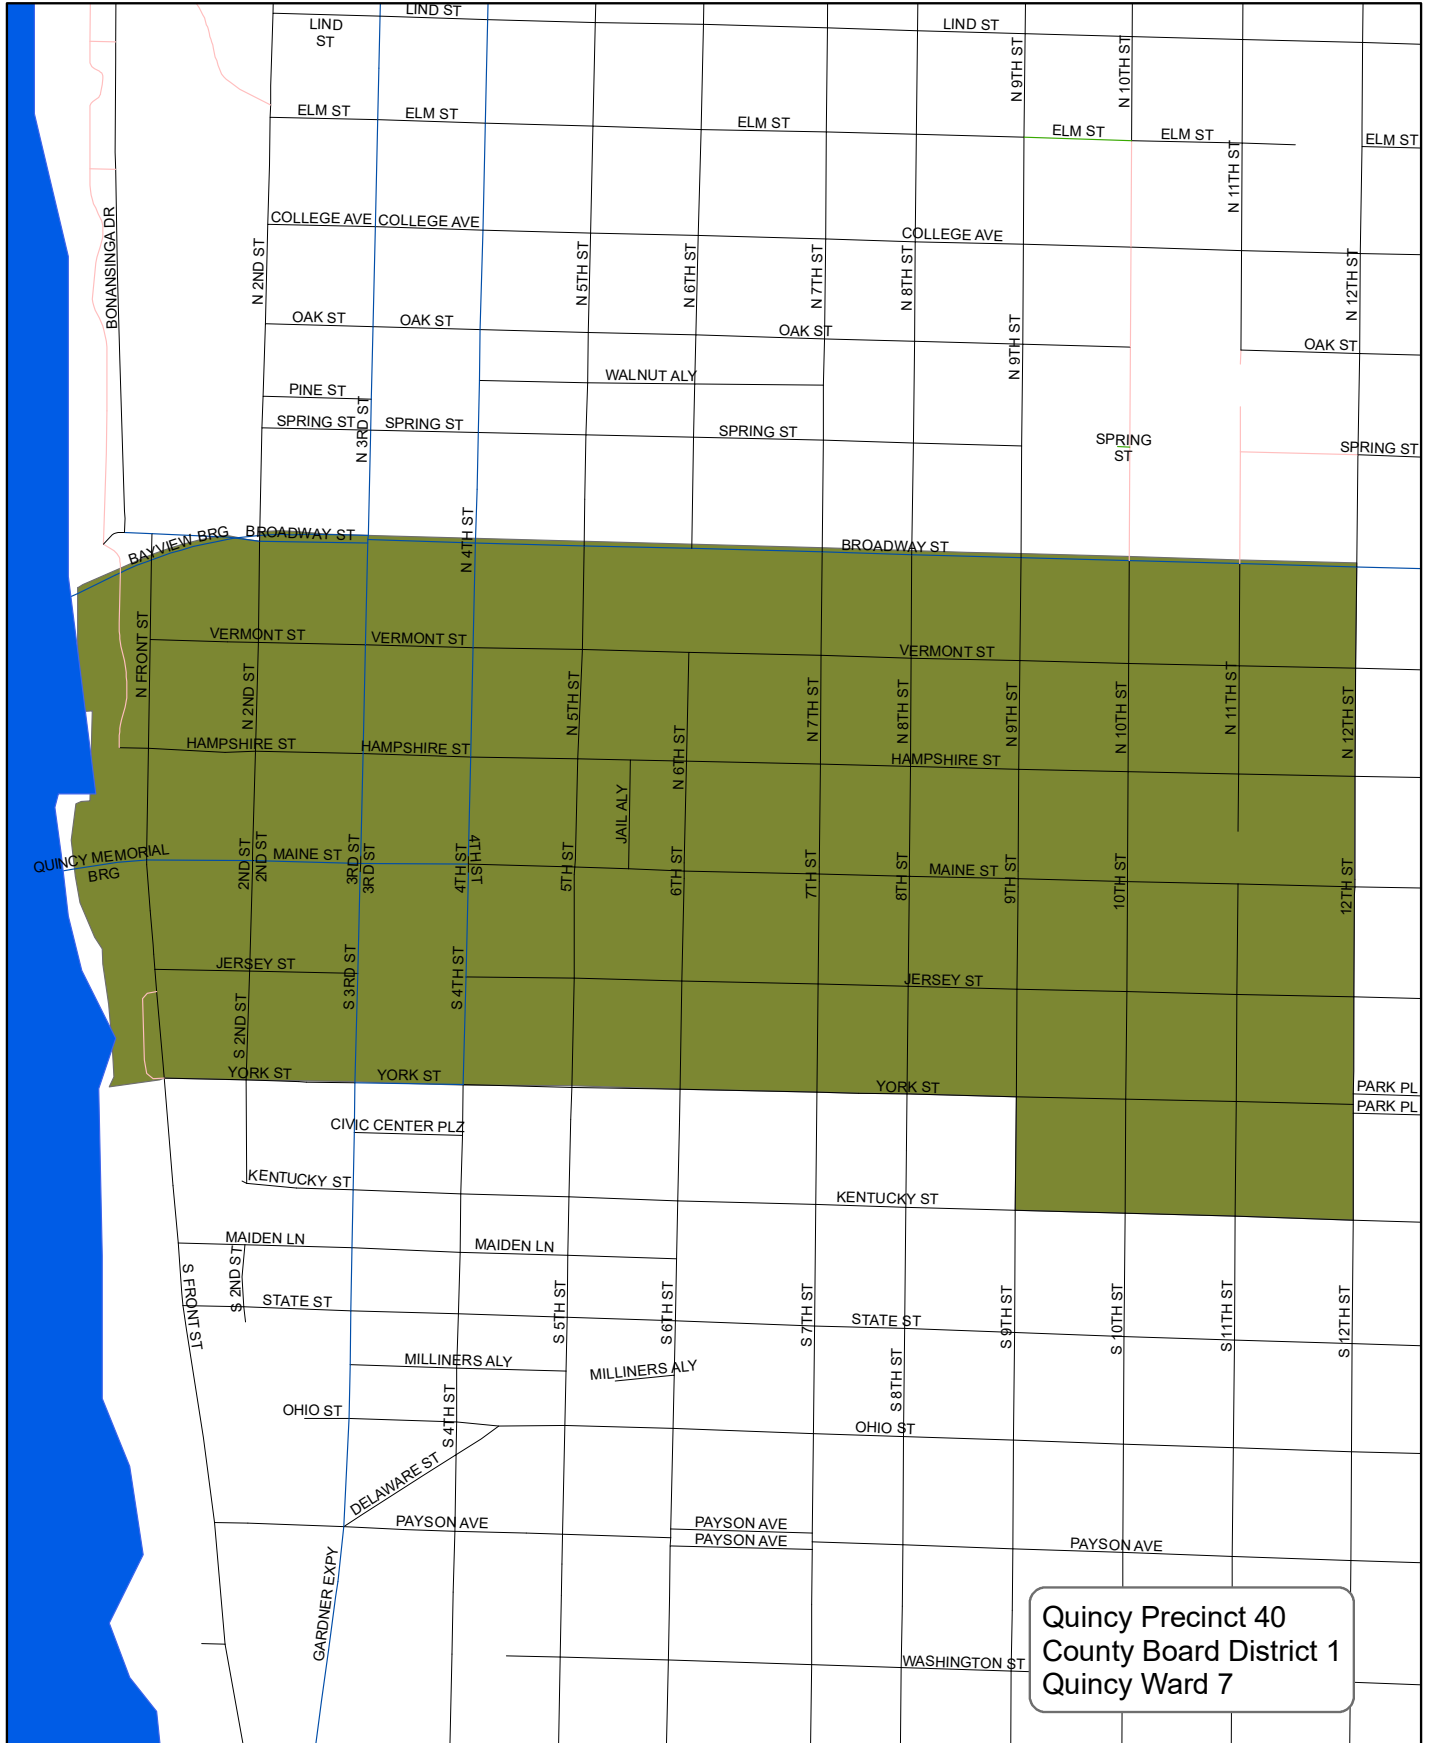 LIND ST
LIND
ST
LIND ST
N 9TH ST
N 10TH ST
ELM ST
ELM ST
ELM ST
ELM ST
ELM ST
ELM ST
N 11TH ST
BONANSINGA DR
COLLEGE AVE
COLLEGE AVE
COLLEGE AVE
N 2ND ST
N 5TH ST
N 6TH ST
N 7TH ST
N 8TH ST
N 12TH ST
OAK ST
OAK ST
OAK ST
N 9TH ST
OAK ST
WALNUT ALY
PINE ST
N 3RD ST
SPRING ST
SPRING ST
SPRING ST
SPRING
ST
SPRING ST
BAYVIEW BRG
BROADWAY ST
N 4TH ST
BROADWAY ST
N FRONT ST
VERMONT ST
VERMONT ST
VERMONT ST
N 2ND ST
N 5TH ST
N 7TH ST
N 8TH ST
N 9TH ST
N 10TH ST
N 11TH ST
N 12TH ST
HAMPSHIRE ST
HAMPSHIRE ST
N 6TH ST
HAMPSHIRE ST
JAIL ALY
QUINCY MEMORIAL
BRG
2ND ST
2ND ST
MAINE ST
3RD ST
3RD ST
4TH ST
4TH ST
5TH ST
6TH ST
7TH ST
8TH ST
MAINE ST
9TH ST
10TH ST
12TH ST
JERSEY ST
S 3RD ST
S 4TH ST
JERSEY ST
S 2ND ST
YORK ST
YORK ST
YORK ST
PARK PL
PARK PL
CIVIC CENTER PLZ
KENTUCKY ST
KENTUCKY ST
MAIDEN LN
MAIDEN LN
S 2ND ST
S FRONT ST
STATE ST
S 5TH ST
S 6TH ST
S 7TH ST
STATE ST
S 9TH ST
S 10TH ST
S 11TH ST
S 12TH ST
MILLINERS ALY
MILLINERS ALY
S 8TH ST
OHIO ST
S 4TH ST
OHIO ST
DELAWARE ST
PAYSON AVE
PAYSON AVE
PAYSON AVE
PAYSON AVE
GARDNER EXPY
WASHINGTON ST
Quincy Precinct 40
County Board District 1
Quincy Ward 7